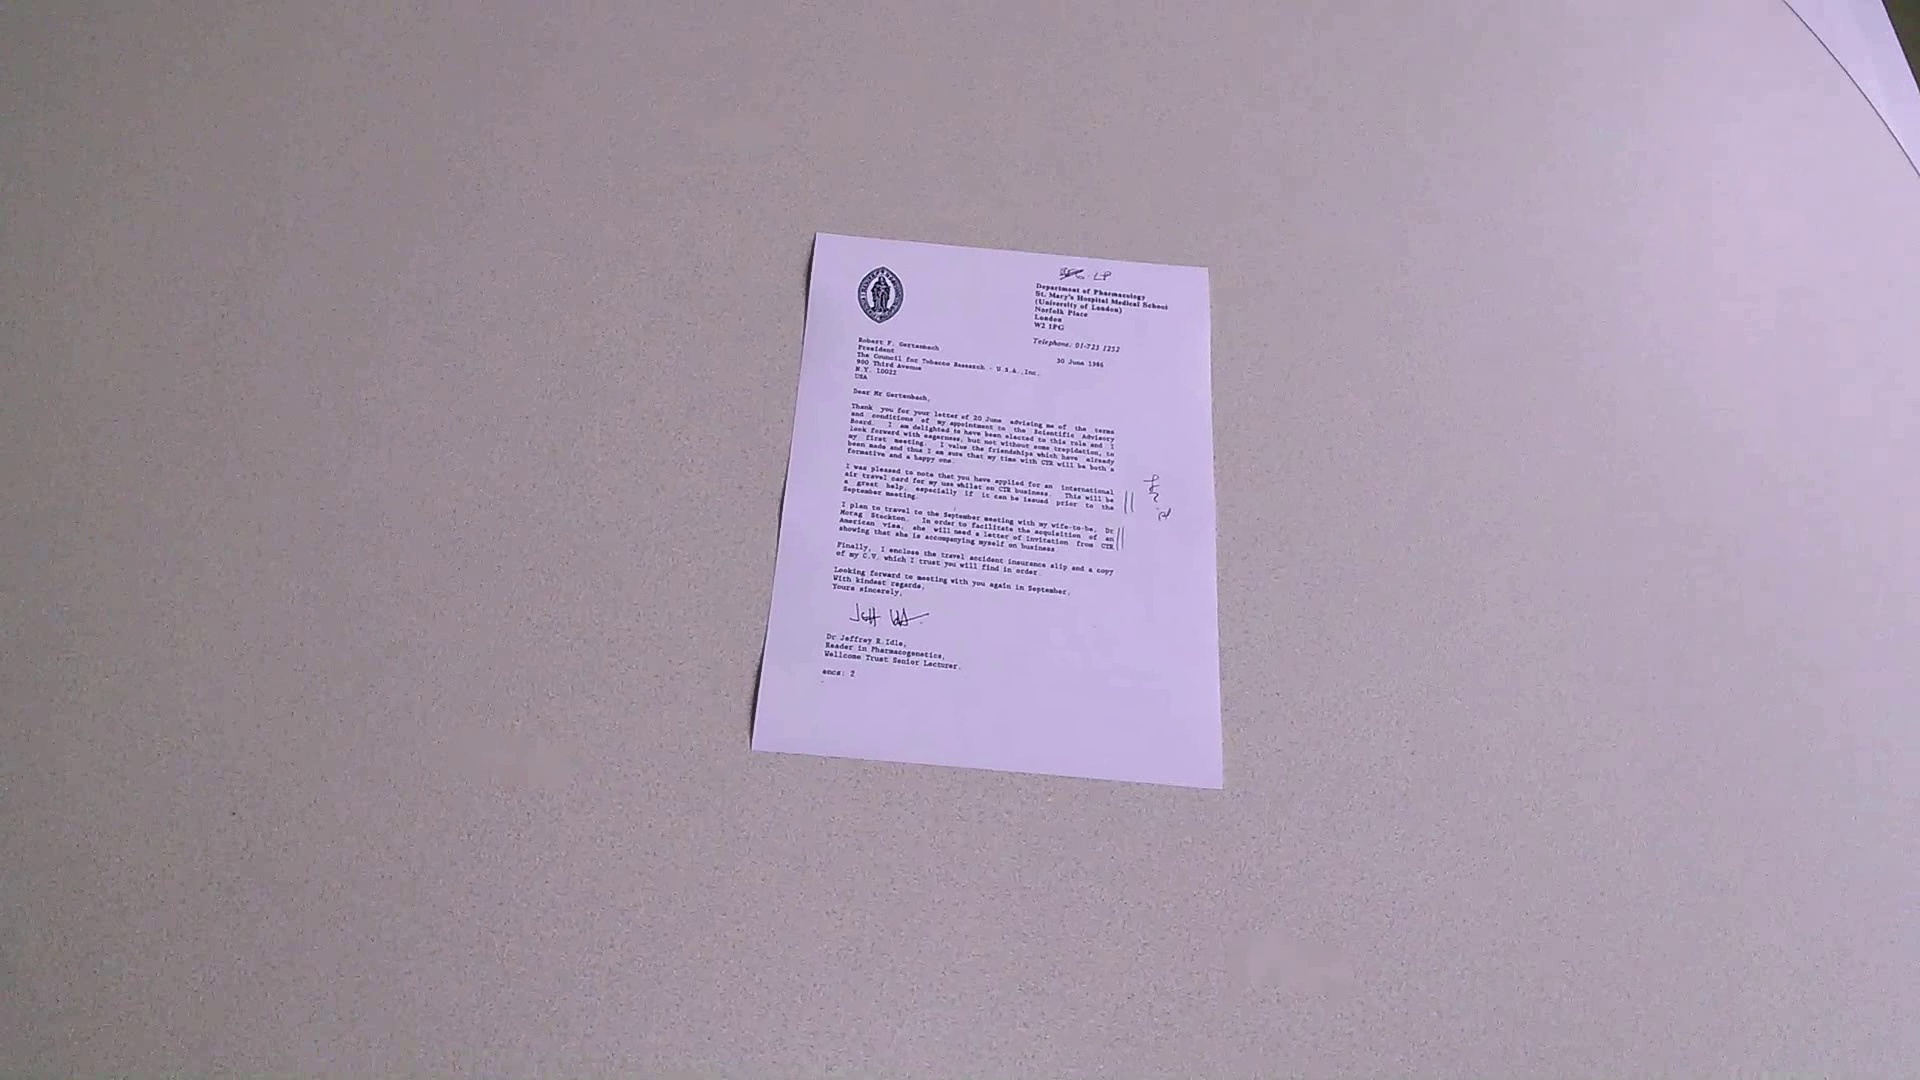 LP
Department of Pharmacology
St. Mary's Hospital Medical School
(University of London)
Norfolk Place
London
W2 1PG
Telephone: 01-723 1252
30 June 1986
Robert F. Gertenbach
President
The Council for Tobacco Research - U.S.A.,Inc.
900 Third Avenue
N.Y. 10022
USA
Dear Mr Gertenbach,
Thank you for your letter of 20 June advising me of the terms
and conditions of my appointment to the Scientific Advisory
Board. I am delighted to have been elected to this role and I
look forward with eagerness, but not without some trepidation, to
my first meeting. I value the friendships which have already
been made and thus I am sure that my time with CTR will be both a
formative and a happy one.
I was pleased to note that you have applied for an international
air travel card for my use whilst on CTR business. This will be
a great help, especially if it can be issued prior to the
September meeting.
I plan to travel to the September meeting with my wife-to-be, Dr
Morag Stockton. In order to facilitate the acquisition of an
American visa, she will need a letter of invitation from CTR
showing that she is accompanying myself on business
Finally, I enclose the travel accident insurance slip and a copy
of my C.V. which I trust you will find in order.
Looking forward to meeting with you again in September.
With kindest regards,
Yours sincerely,
Dr Jeffrey R.Idle,
Reader in Pharmacogenetics,
Wellcome Trust Senior Lecturer.
encs: 2